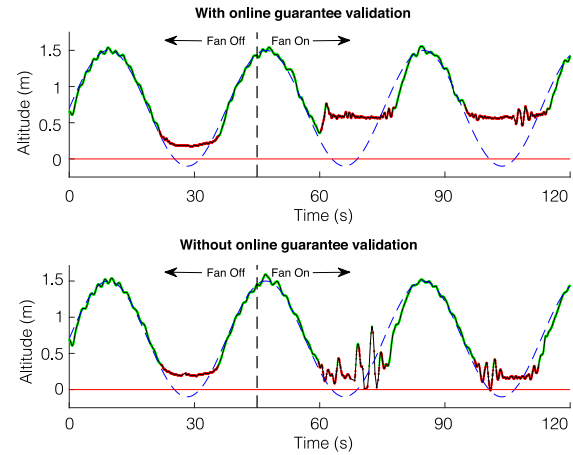 With online guarantee validation
Fan Off Fan On
Altitude (m)
1.5
1
0.5
0
0 30 60 90 120
Time (s)
Without online guarantee validation
Fan Off Fan On
Altitude (m)
1.5
1
0.5
0
0 30 60 90 120
Time (s)